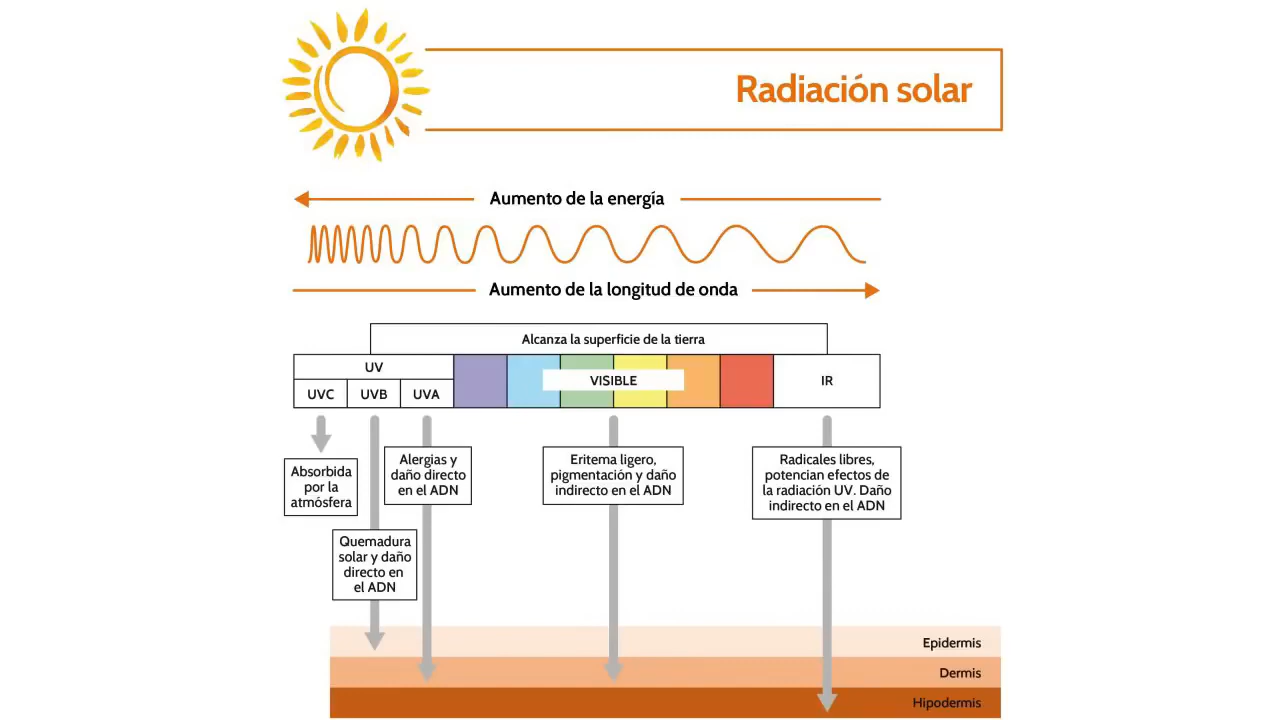 Radiación solar
Aumento de la energía
Aumento de la longitud de onda
Alcanza la superficie de la tierra
UV
UVC
UVB
UVA
VISIBLE
IR
Absorbida
por la
atmósfera
Quemadura
solar y daño
directo en
el ADN
Alergias y
daño directo
en el ADN
Eritema ligero,
pigmentación y daño
indirecto en el ADN
Radicales libres,
potencian efectos de
la radiación UV. Daño
indirecto en el ADN
Epidermis
Dermis
Hipodermis